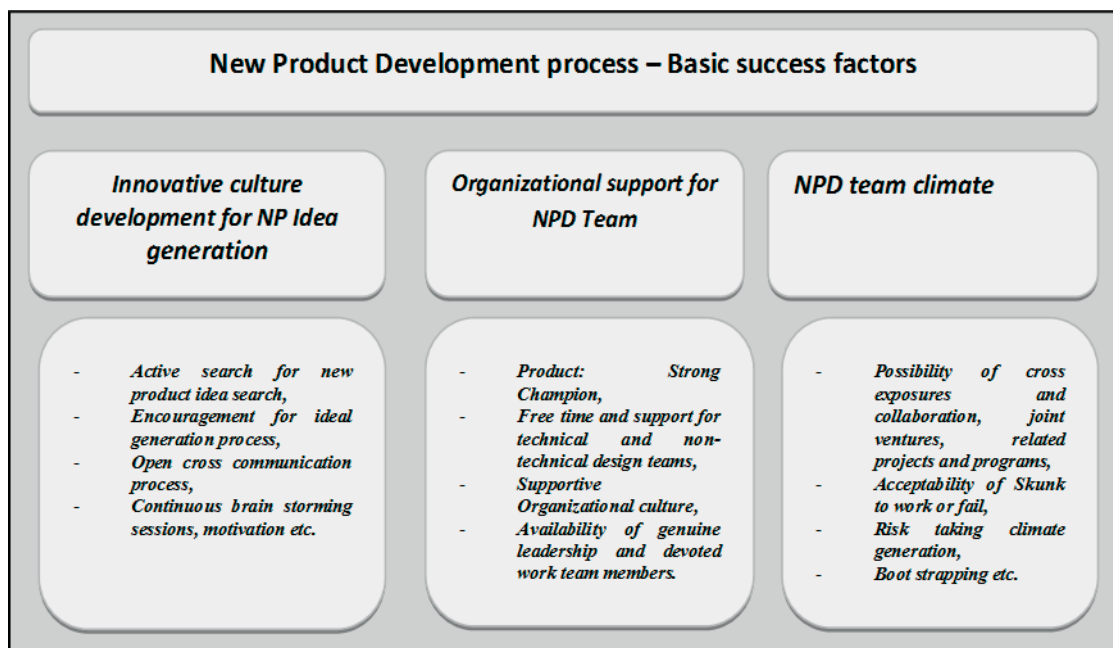 New Product Development process – Basic success factors
Innovative culture
development for NP Idea
generation
Organizational support for
NPD Team
NPD team climate
- Active search for new
product idea search,
- Encouragement for ideal
generation process,
- Open cross communication
process,
- Continuous brain storming
sessions, motivation etc.
- Product: Strong
Champion,
- Free time and support for
technical and non-
technical design teams,
- Supportive
Organizational culture,
- Availability of genuine
leadership and devoted
work team members.
- Possibility of cross
exposures and
collaboration, joint
ventures, related
projects and programs,
- Acceptability of Skunk
to work or fail,
- Risk taking climate
generation,
- Boot strapping etc.